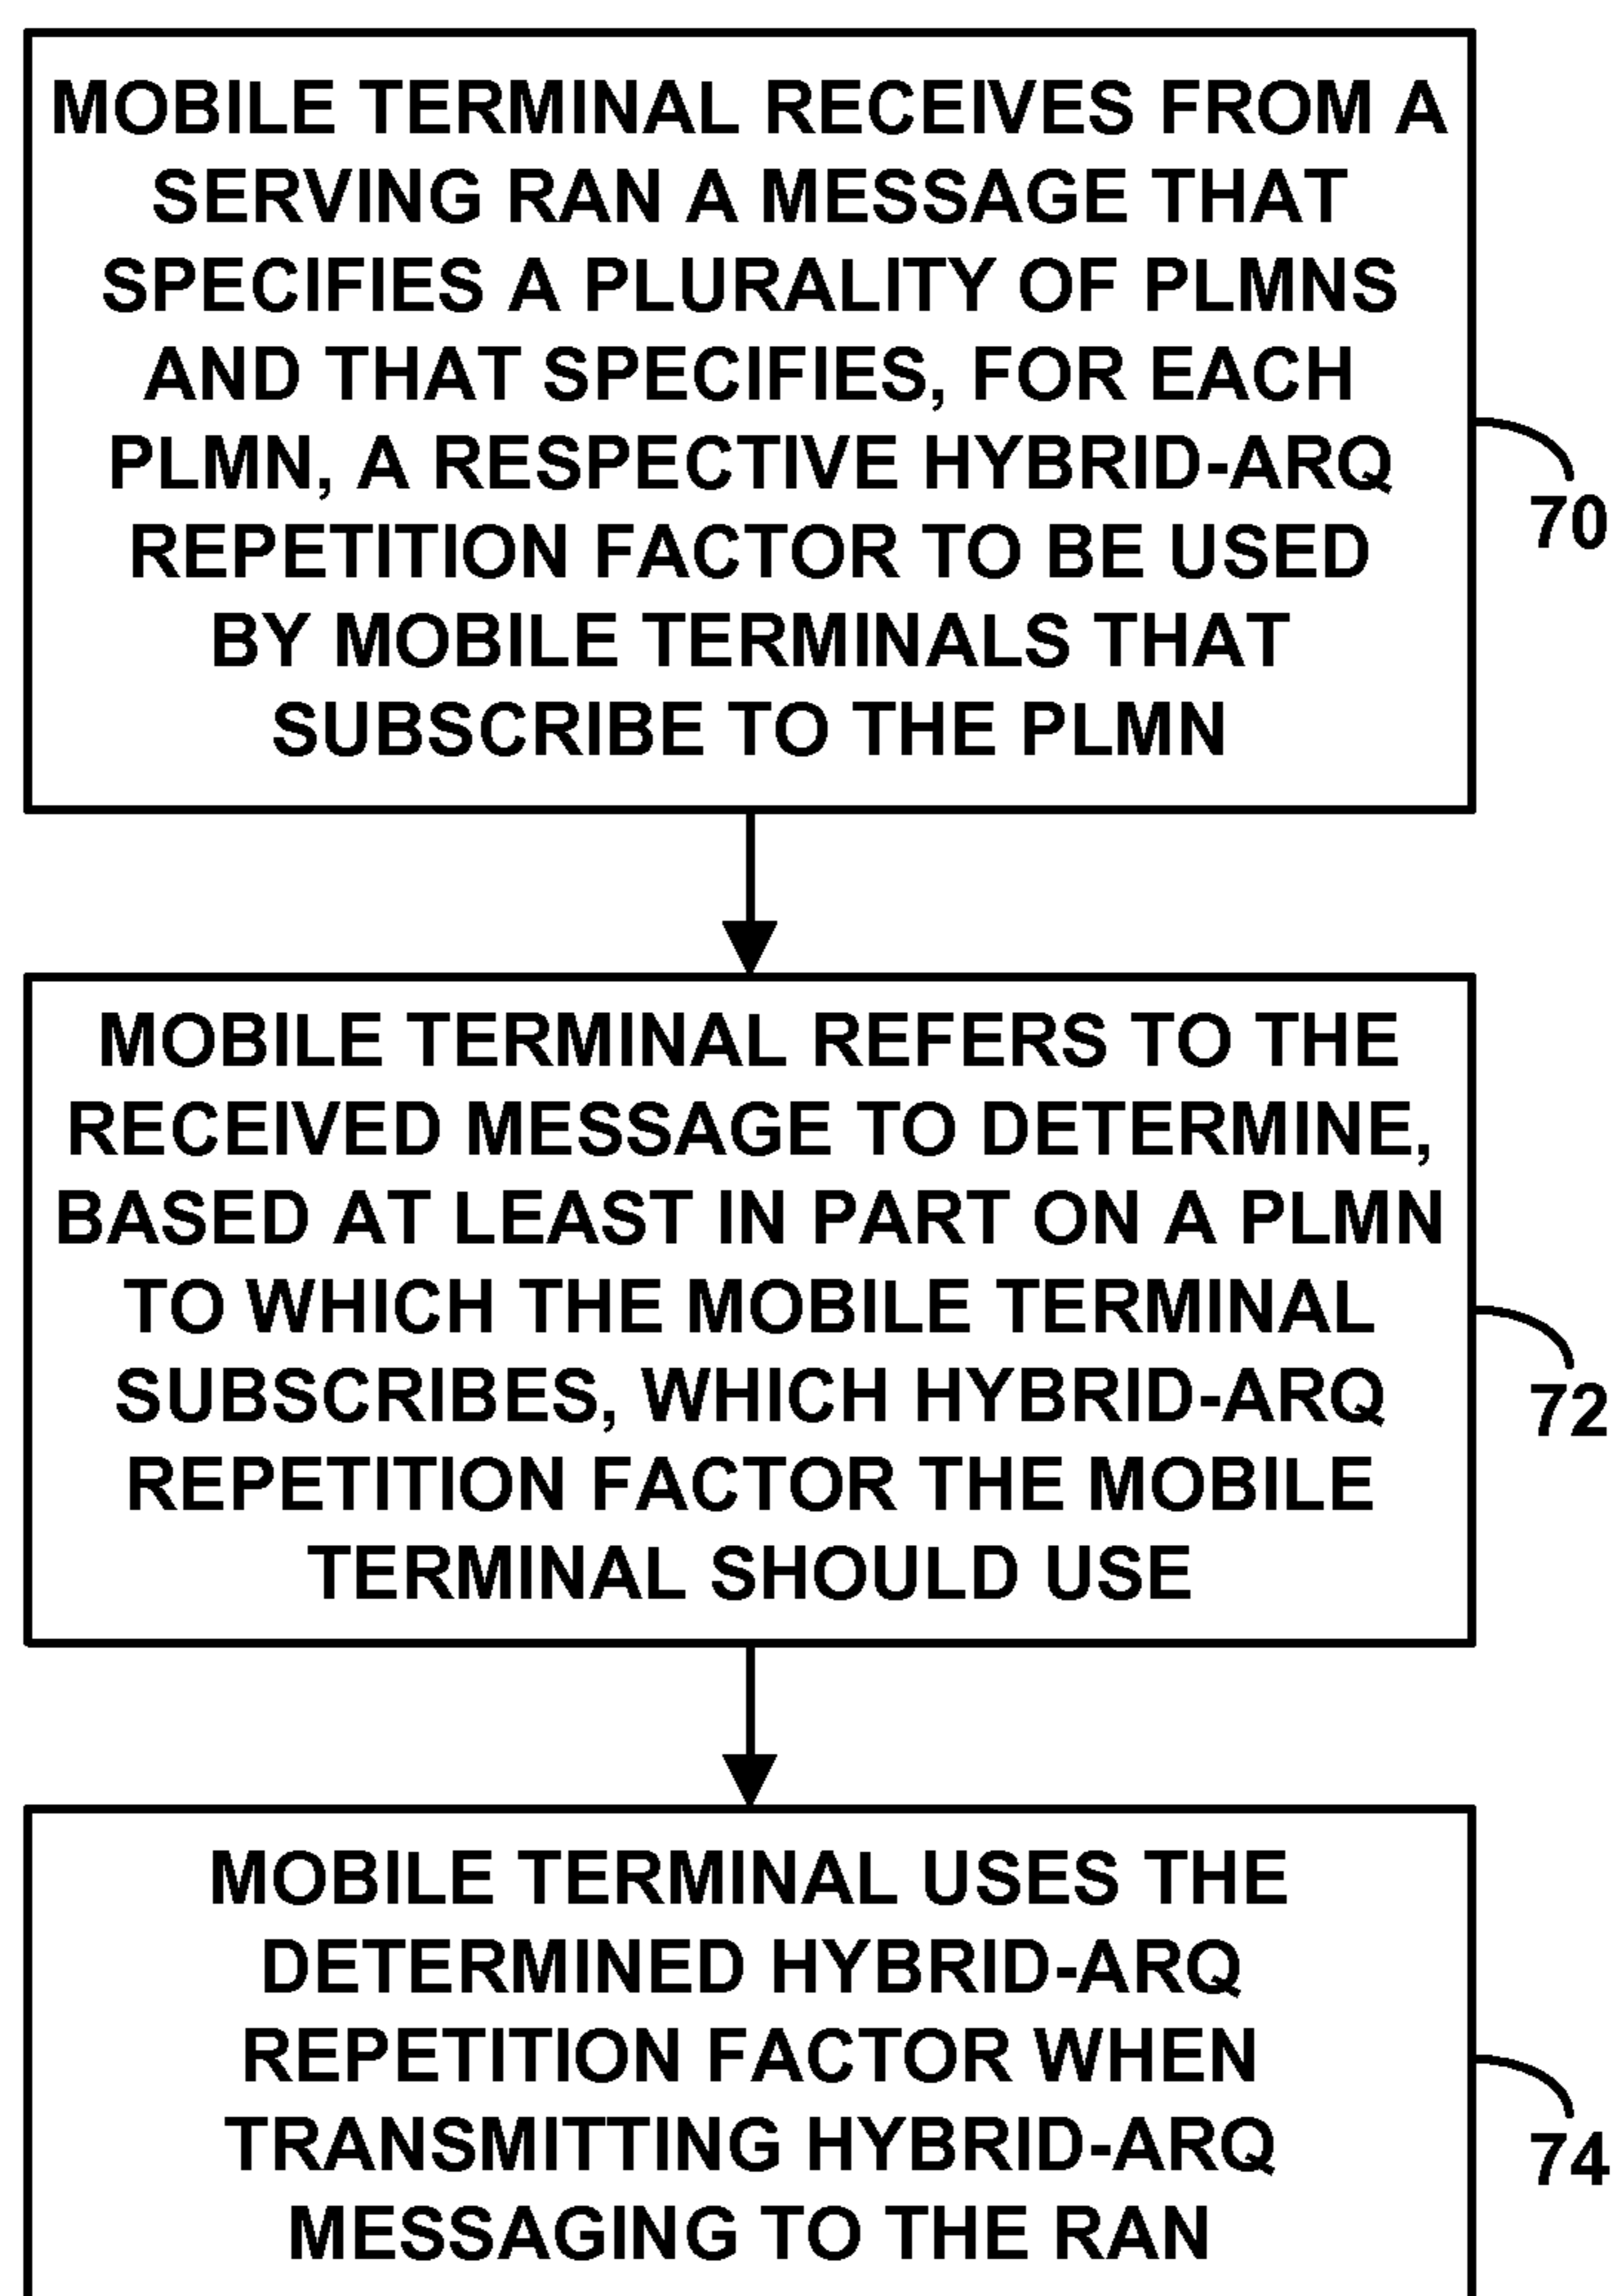 MOBILE TERMINAL RECEIVES FROM A
SERVING RAN A MESSAGE THAT
SPECIFIES A PLURALITY OF PLMNS
AND THAT SPECIFIES, FOR EACH
PLMN, A RESPECTIVE HYBRID-ARQ
REPETITION FACTOR TO BE USED
BY MOBILE TERMINALS THAT
SUBSCRIBE TO THE PLMN
70
MOBILE TERMINAL REFERS TO THE
RECEIVED MESSAGE TO DETERMINE,
BASED AT LEAST IN PART ON A PLMN
TO WHICH THE MOBILE TERMINAL
SUBSCRIBES, WHICH HYBRID-ARQ
REPETITION FACTOR THE MOBILE
TERMINAL SHOULD USE
72
MOBILE TERMINAL USES THE
DETERMINED HYBRID-ARQ
REPETITION FACTOR WHEN
TRANSMITTING HYBRID-ARQ
MESSAGING TO THE RAN
74